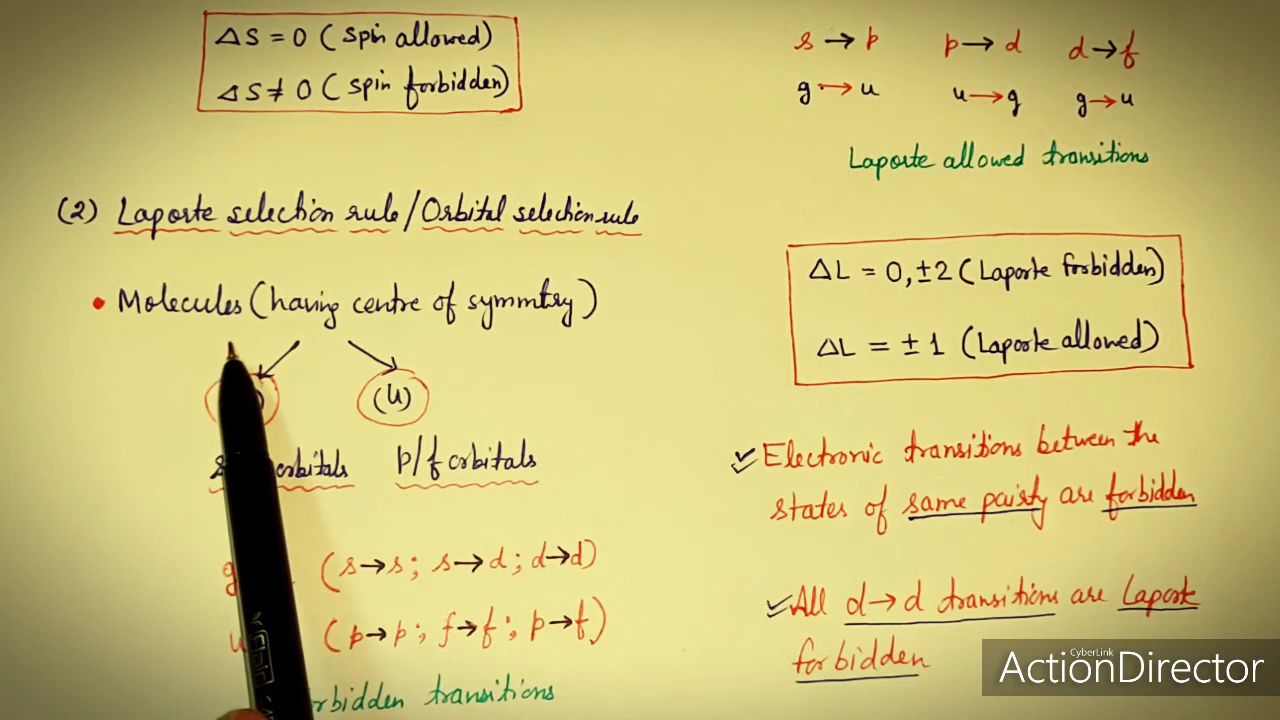 ΔS = 0 (spin allowed)
ΔS ≠ 0 (spin forbidden)
(2) Laporte selection rule/Orbital selection rule
• Molecules (having centre of symmtry)
(u)
orbitals p/f orbitals
(s→s; s→d; d→d)
(p→p; f→f; p→f)
transitions
s → p p → d d → f
g → u u → g g → u
Laporte allowed transitions
ΔL = 0, ±2 (Laporte forbidden)
ΔL = ±1 (Laporte allowed)
Electronic transitions between the
states of same parity are forbidden
All d→d transitions are Laporte
forbidden
CyberLink
ActionDirector